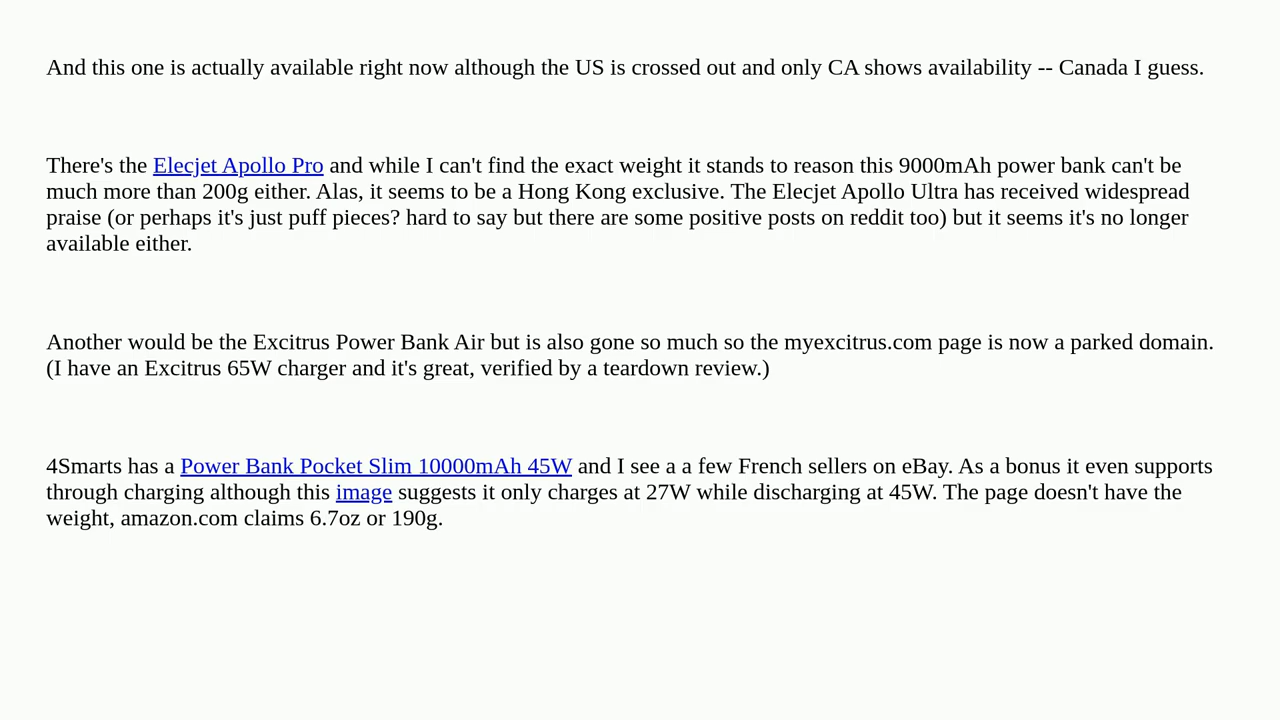 And this one is actually available right now although the US is crossed out and only CA shows availability -- Canada I guess.
There's the Elecjet Apollo Pro and while I can't find the exact weight it stands to reason this 9000mAh power bank can't be
much more than 200g either. Alas, it seems to be a Hong Kong exclusive. The Elecjet Apollo Ultra has received widespread
praise (or perhaps it's just puff pieces? hard to say but there are some positive posts on reddit too) but it seems it's no longer
available either.
Another would be the Excitrus Power Bank Air but is also gone so much so the myexcitrus.com page is now a parked domain.
(I have an Excitrus 65W charger and it's great, verified by a teardown review.)
4Smarts has a Power Bank Pocket Slim 10000mAh 45W and I see a a few French sellers on eBay. As a bonus it even supports
through charging although this image suggests it only charges at 27W while discharging at 45W. The page doesn't have the
weight, amazon.com claims 6.7oz or 190g.